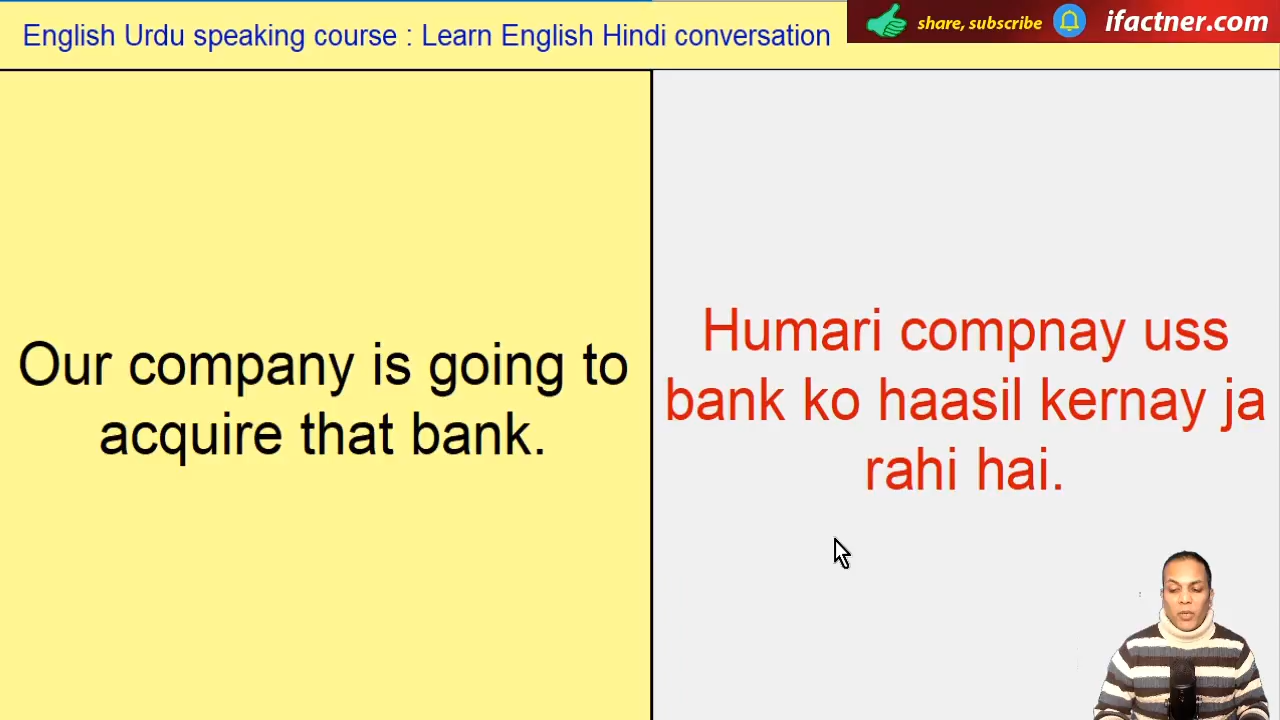 English Urdu speaking course : Learn English Hindi conversation
share, subscribe
ifactner.com
Our company is going to
acquire that bank.
Humari compnay uss
bank ko haasil kernay ja
rahi hai.